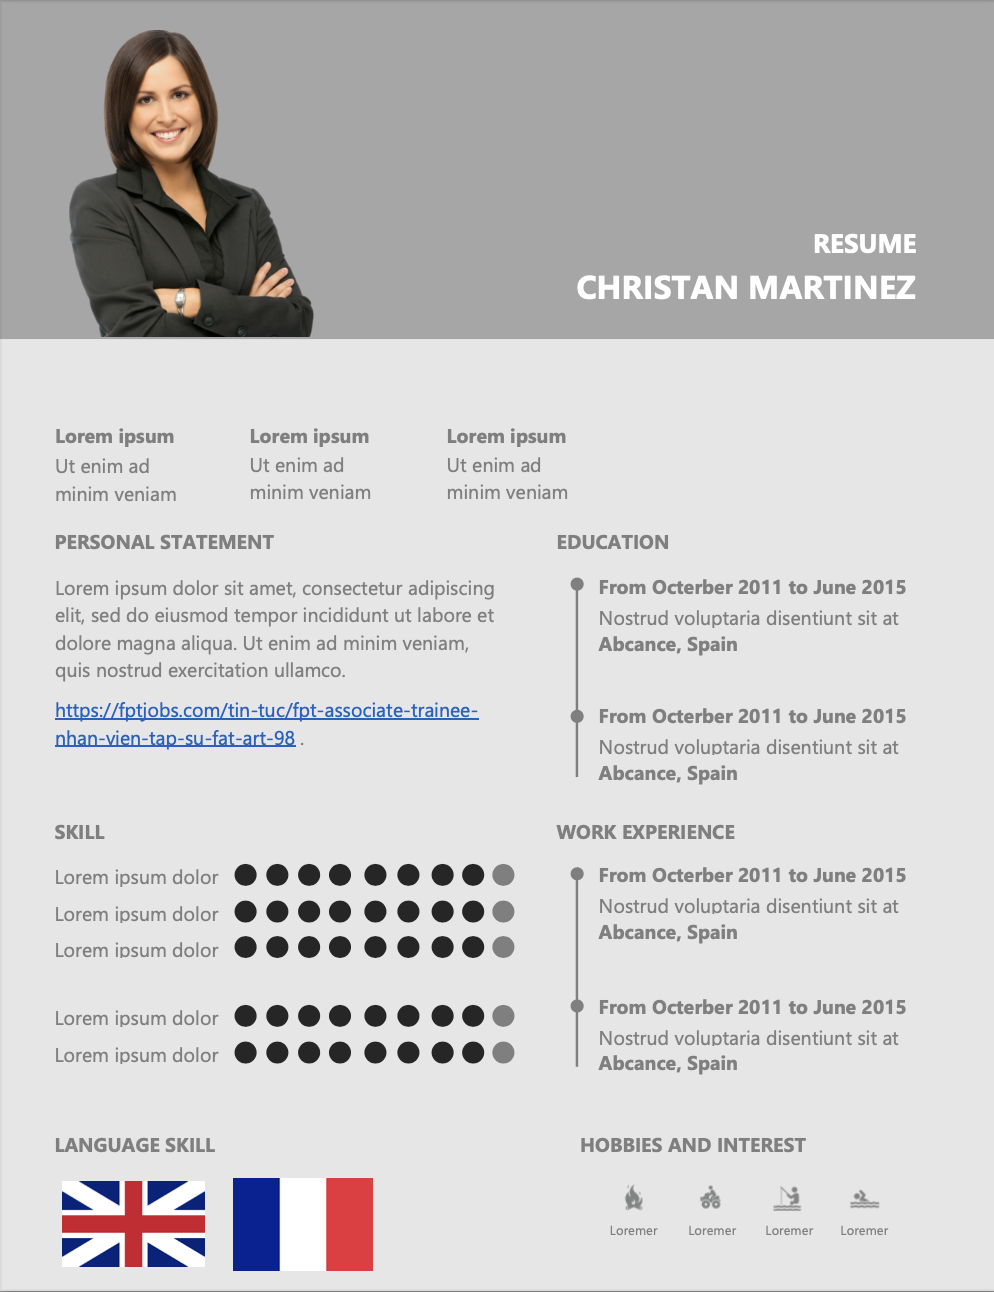 RESUME
CHRISTAN MARTINEZ
Lorem ipsum
Ut enim ad
minim veniam
Lorem ipsum
Ut enim ad
minim veniam
Lorem ipsum
Ut enim ad
minim veniam
PERSONAL STATEMENT
Lorem ipsum dolor sit amet, consectetur adipiscing
elit, sed do eiusmod tempor incididunt ut labore et
dolore magna aliqua. Ut enim ad minim veniam,
quis nostrud exercitation ullamco.
https://fptjobs.com/tin-tuc/fpt-associate-trainee-
nhan-vien-tap-su-fat-art-98 .
EDUCATION
From Octerber 2011 to June 2015
Nostrud voluptaria disentiunt sit at
Abcance, Spain
From Octerber 2011 to June 2015
Nostrud voluptaria disentiunt sit at
Abcance, Spain
SKILL
Lorem ipsum dolor
Lorem ipsum dolor
Lorem ipsum dolor
Lorem ipsum dolor
Lorem ipsum dolor
WORK EXPERIENCE
From Octerber 2011 to June 2015
Nostrud voluptaria disentiunt sit at
Abcance, Spain
From Octerber 2011 to June 2015
Nostrud voluptaria disentiunt sit at
Abcance, Spain
LANGUAGE SKILL
HOBBIES AND INTEREST
Loremer
Loremer
Loremer
Loremer